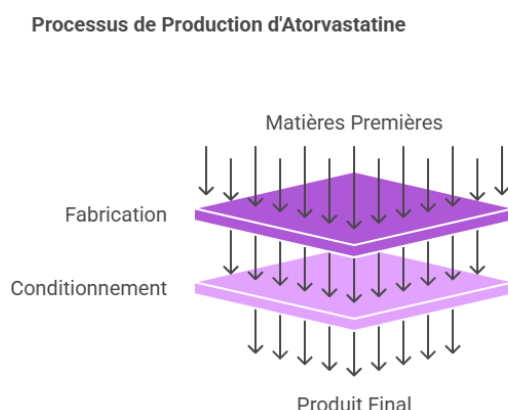 Processus de Production d'Atorvastatine
Matières Premières
Fabrication
Conditionnement
Produit Final